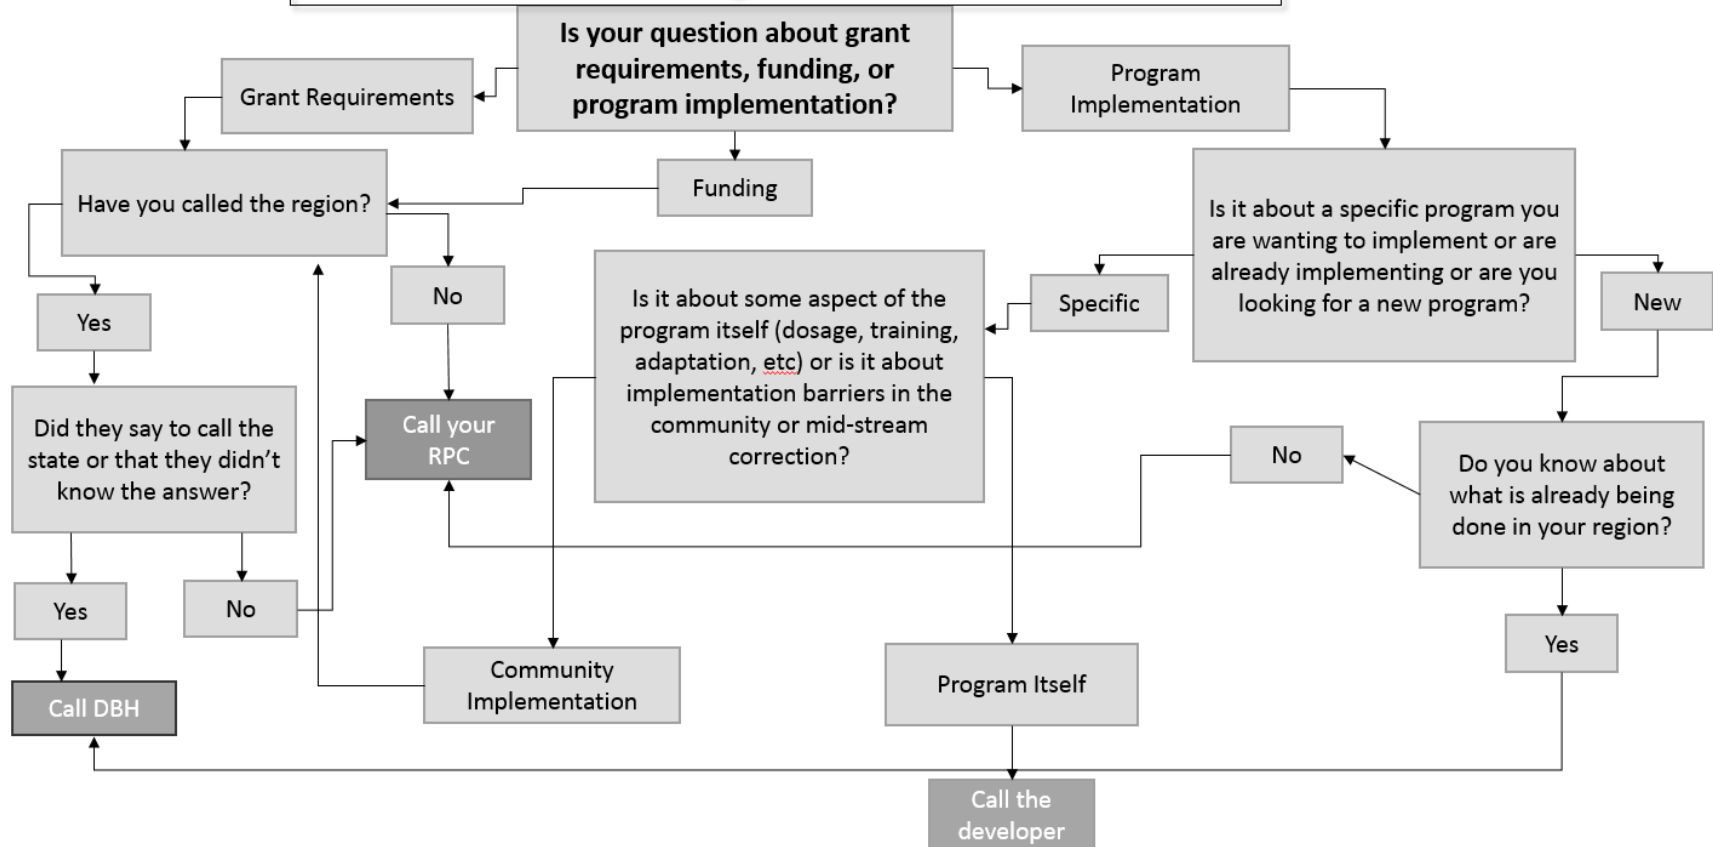 Is your question about grant
requirements, funding, or
program implementation?
Grant Requirements
Program
Implementation
Funding
Have you called the region?
Is it about a specific program you
are wanting to implement or are
already implementing or are you
looking for a new program?
No
Yes
Is it about some aspect of the
program itself (dosage, training,
adaptation, etc) or is it about
implementation barriers in the
community or mid-stream
correction?
Specific
New
Did they say to call the
state or that they didn’t
know the answer?
Call your
RPC
No
Do you know about
what is already being
done in your region?
Yes
No
Yes
Community
Implementation
Program Itself
Call DBH
Call the
developer